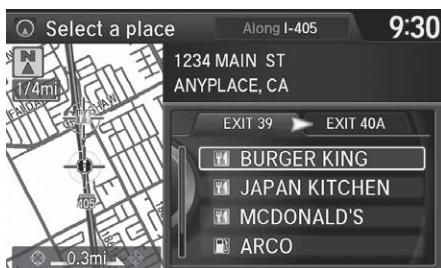 Select a place
Along I-405
9:30
N
1/4mi
1234 MAIN ST
ANYPLACE, CA
EXIT 39
EXIT 40A
BURGER KING
JAPAN KITCHEN
MCDONALD'S
ARCO
405
0.3mi